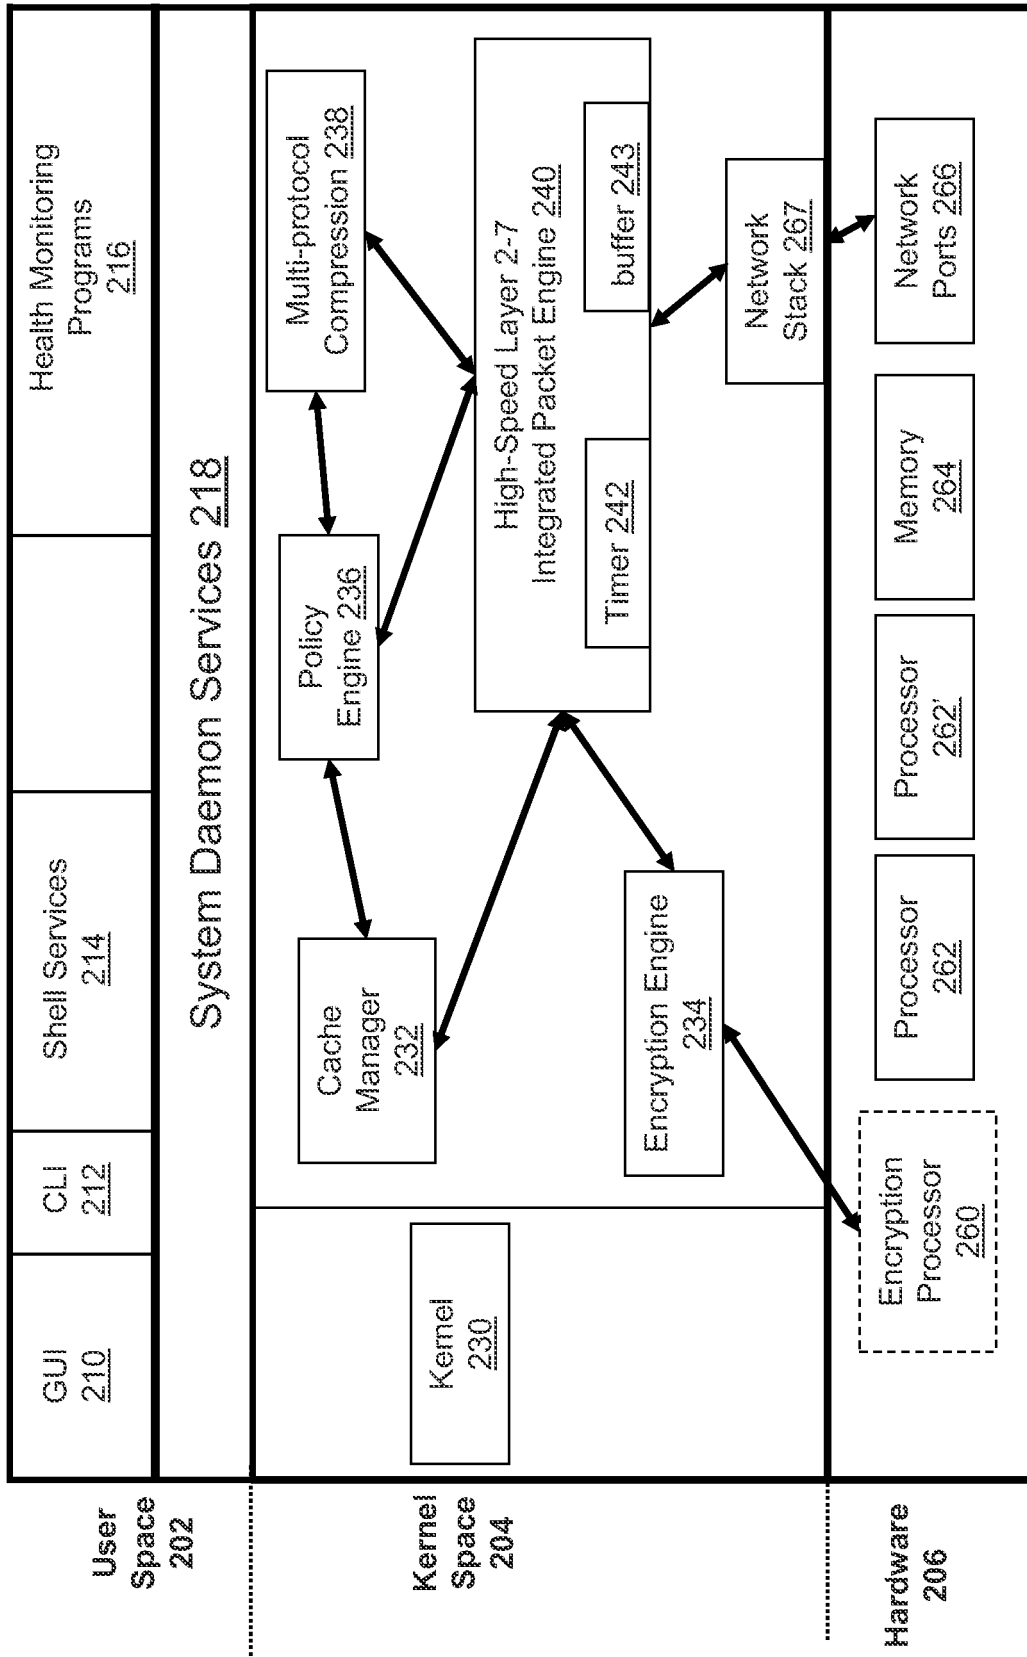 User
Space
202
GUI
210
CLI
212
Shell Services
214
Health Monitoring
Programs
216
System Daemon Services 218
Kernel
Space
204
Kernel
230
Cache
Manager
232
Policy
Engine 236
Multi-protocol
Compression 238
High-Speed Layer 2-7
Integrated Packet Engine 240
Timer 242
buffer 243
Encryption Engine
234
Network
Stack 267
Hardware
206
Encryption
Processor
260
Processor
262
Processor
262'
Memory
264
Network
Ports 266